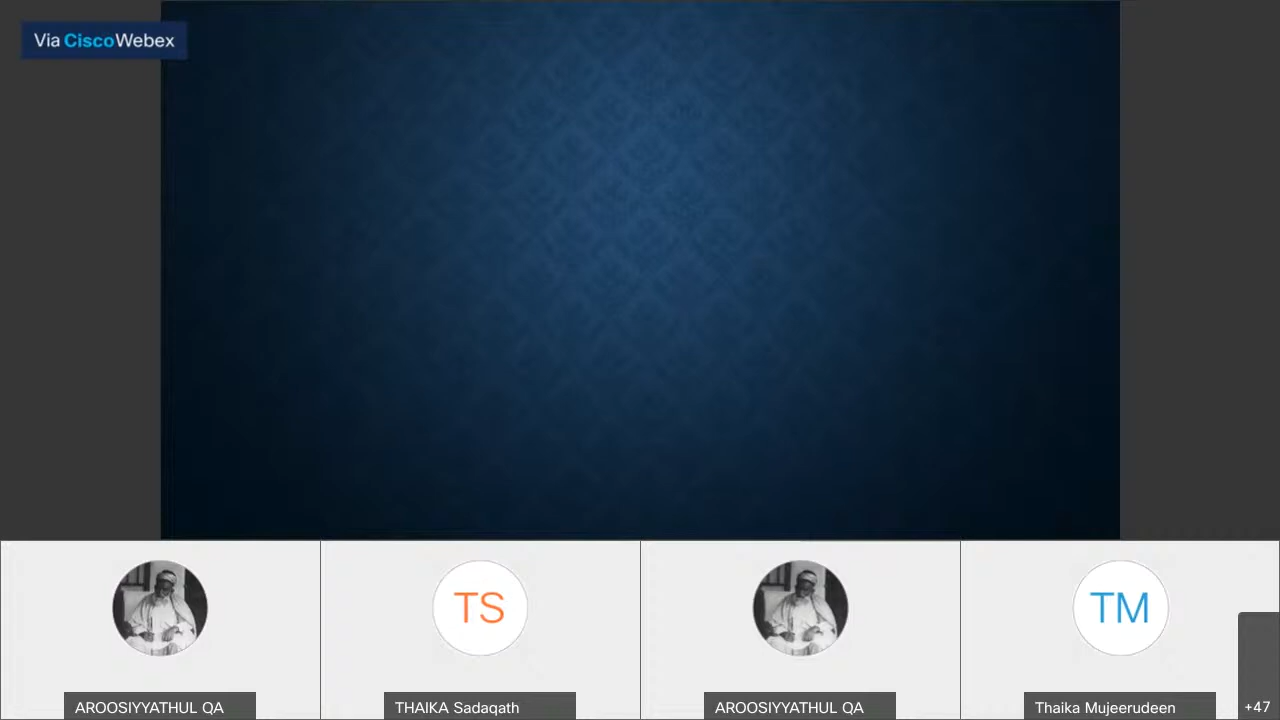 Via CiscoWebex
TS
TM
AROOSIYYATHUL QA
THAIKA Sadaqath
AROOSIYYATHUL QA
Thaika Mujeerudeen
+47